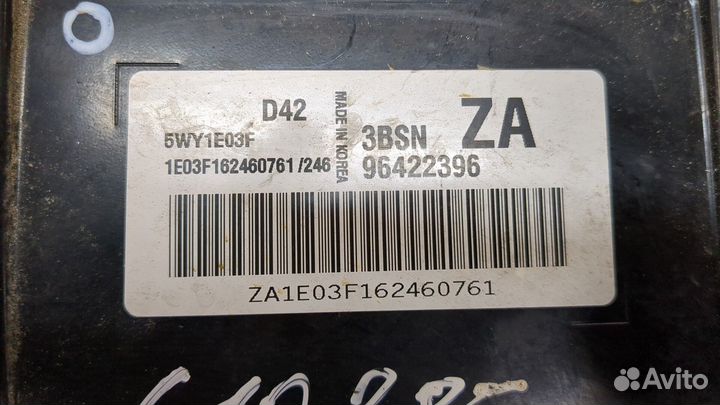 D42
MADE IN KOREA
3BSN
ZA
5WY1E03F
1E03F162460761 /246
96422396
ZA1E03F162460761
Avito